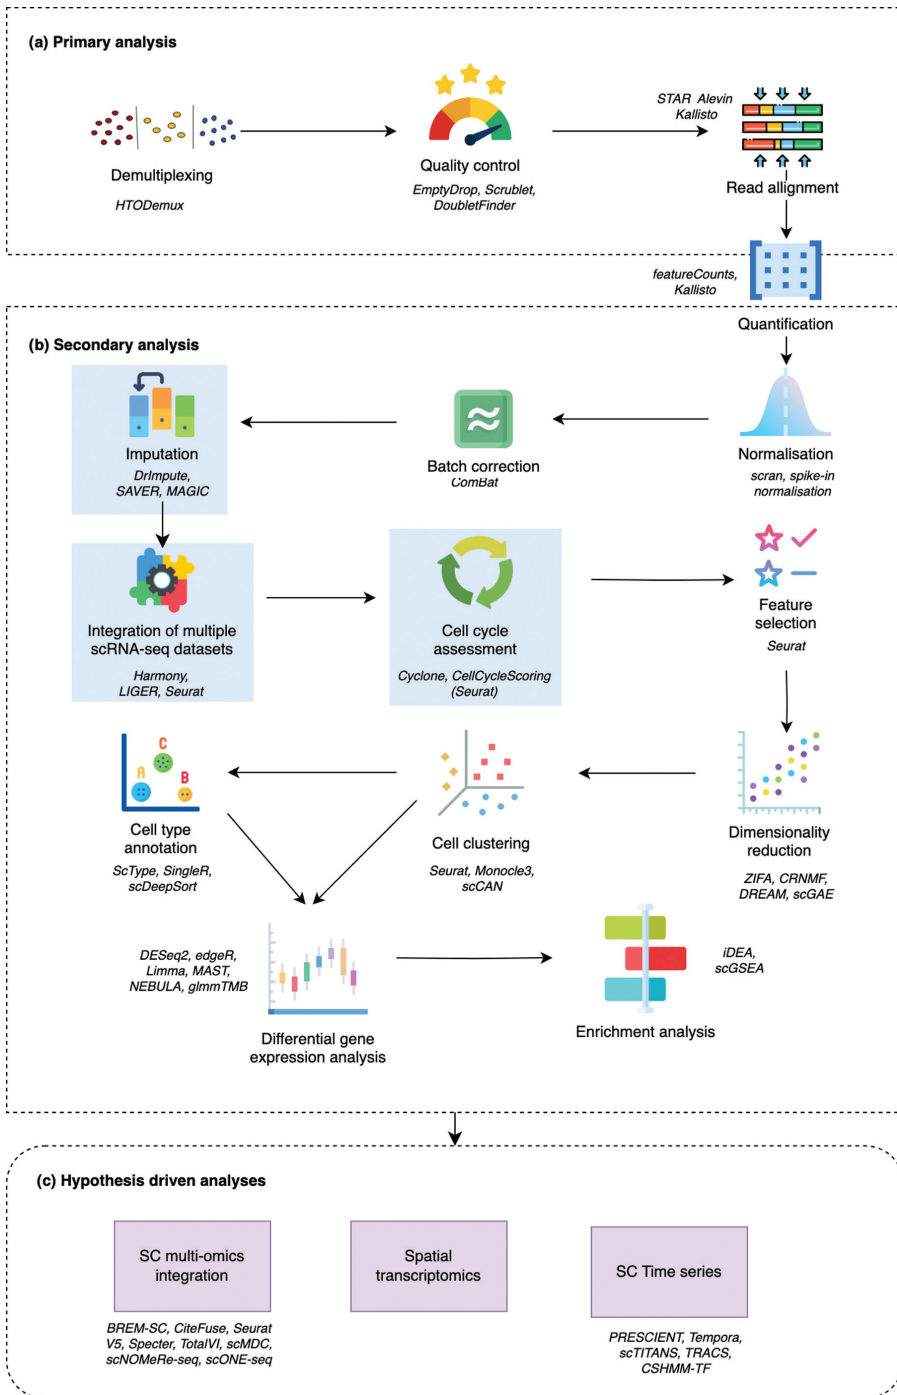 (a) Primary analysis
Demultiplexing
HTODemux
Quality control
EmptyDrop, Scrublet,
DoubletFinder
STAR Alevin
Kallisto
Read allignment
featureCounts,
Kallisto
Quantification
(b) Secondary analysis
Imputation
DrImpute,
SAVER, MAGIC
Batch correction
ComBat
Normalisation
scran, spike-in
normalisation
Integration of multiple
scRNA-seq datasets
Harmony,
LIGER, Seurat
Cell cycle
assessment
Cyclone, CellCycleScoring
(Seurat)
Feature
selection
Seurat
A
C
B
Cell type
annotation
ScType, SingleR,
scDeepSort
Cell clustering
Seurat, Monocle3,
scCAN
Dimensionality
reduction
ZIFA, CRNMF,
DREAM, scGAE
DESeq2, edgeR,
Limma, MAST,
NEBULA, glmmTMB
Differential gene
expression analysis
iDEA,
scGSEA
Enrichment analysis
(c) Hypothesis driven analyses
SC multi-omics
integration
BREM-SC, CiteFuse, Seurat
V5, Specter, TotalVI, scMDC,
scNOMeRe-seq, scONE-seq
Spatial
transcriptomics
SC Time series
PRESCIENT, Tempora,
scTITANS, TRACS,
CSHMM-TF